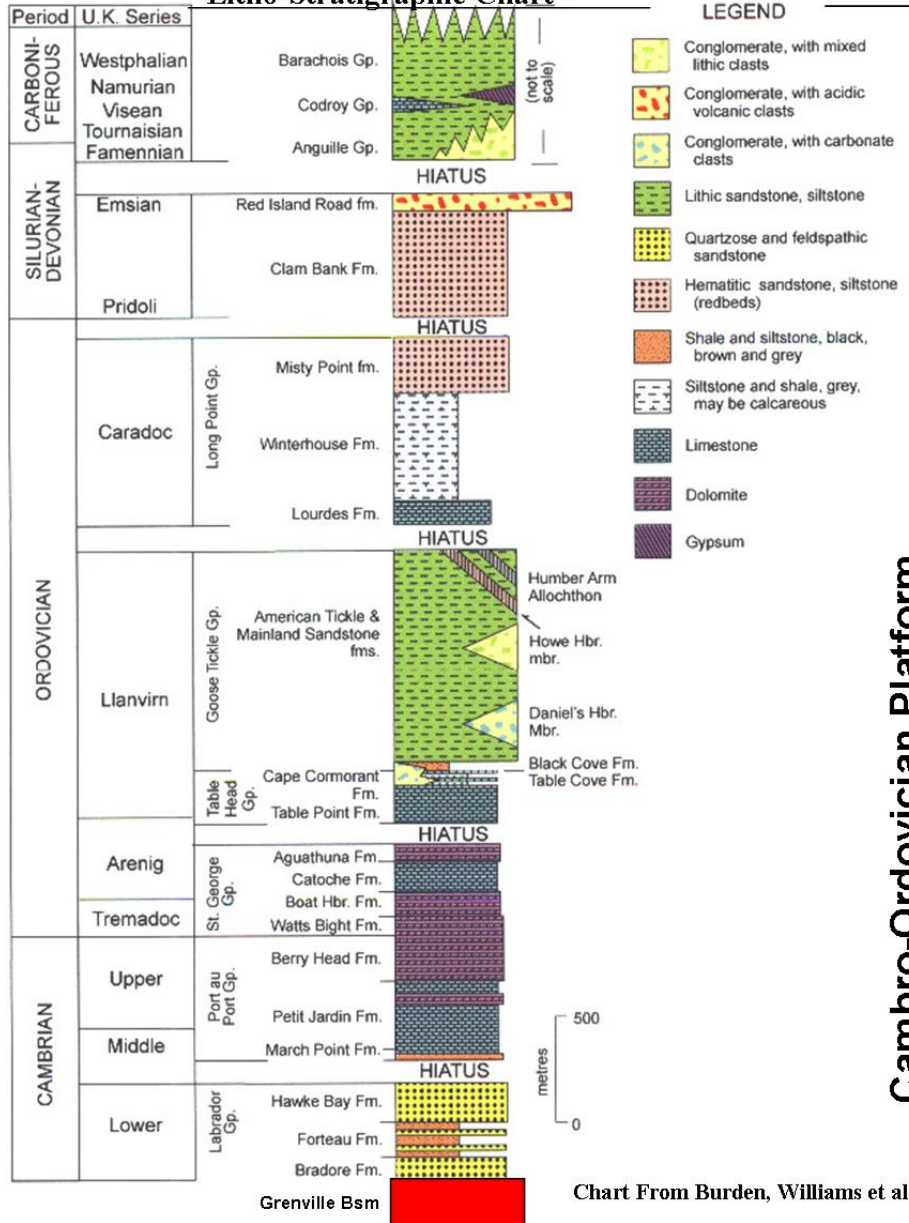 Litho-Stratigraphic Chart
Period
U.K. Series
CARBONI-
FEROUS
Westphalian
Namurian
Visean
Tournaisian
Famennian
Barachois Gp.
Codroy Gp.
Anguille Gp.
(not to
scale)
HIATUS
SILURIAN-
DEVONIAN
Emsian
Pridoli
Red Island Road fm.
Clam Bank Fm.
HIATUS
ORDOVICIAN
Caradoc
Long Point Gp.
Misty Point fm.
Winterhouse Fm.
Lourdes Fm.
HIATUS
Llanvirn
Goose Tickle Gp.
American Tickle &
Mainland Sandstone
fms.
Humber Arm
Allochthon
Howe Hbr.
mbr.
Daniel's Hbr.
Mbr.
Black Cove Fm.
Table Cove Fm.
Table
Head
Gp.
Cape Cormorant
Fm.
Table Point Fm.
HIATUS
Arenig
Tremadoc
St. George
Gp.
Aguathuna Fm.
Catoche Fm.
Boat Hbr. Fm.
Watts Bight Fm.
CAMBRIAN
Upper
Middle
Port au
Port Gp.
Berry Head Fm.
Petit Jardin Fm.
March Point Fm.
HIATUS
Lower
Labrador
Gp.
Hawke Bay Fm.
Forteau Fm.
Bradore Fm.
Grenville Bsm
500
metres
0
LEGEND
Conglomerate, with mixed
lithic clasts
Conglomerate, with acidic
volcanic clasts
Conglomerate, with carbonate
clasts
Lithic sandstone, siltstone
Quartzose and feldspathic
sandstone
Hematitic sandstone, siltstone
(redbeds)
Shale and siltstone, black,
brown and grey
Siltstone and shale, grey,
may be calcareous
Limestone
Dolomite
Gypsum
Cambro-Ordovician Platform
Chart From Burden, Williams et al